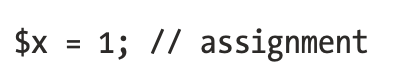 $x = 1; // assignment